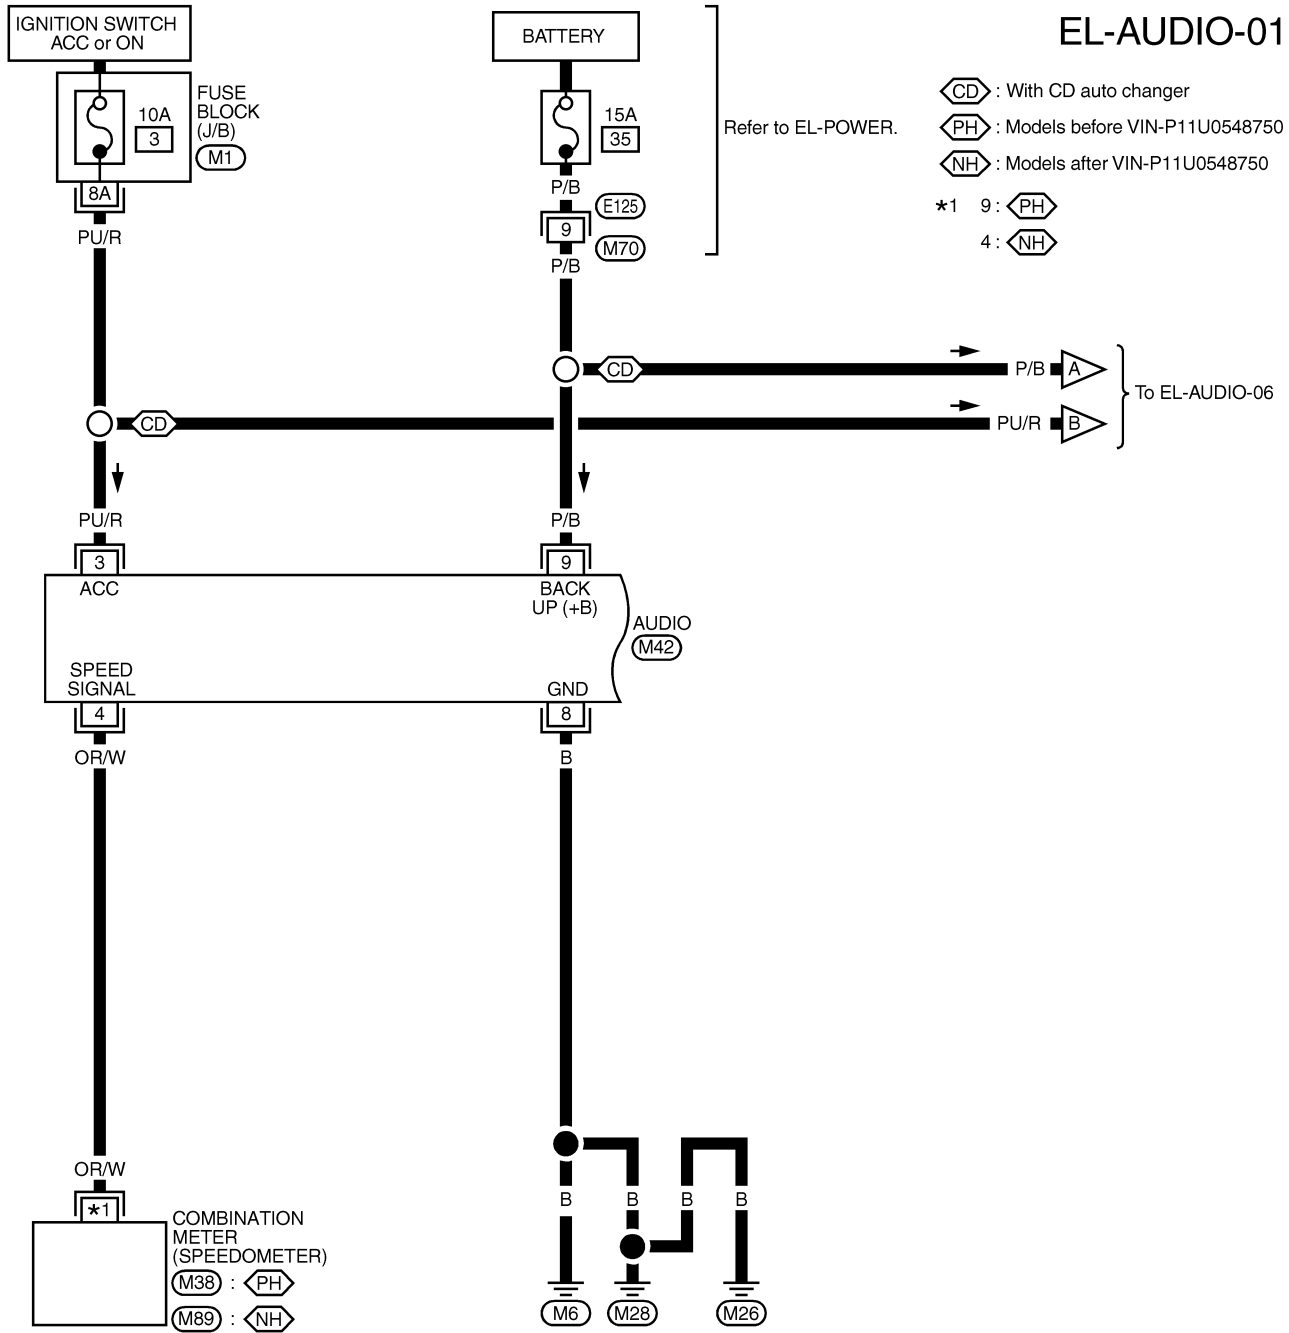 IGNITION SWITCH
ACC or ON
BATTERY
EL-AUDIO-01
10A
3
FUSE
BLOCK
(J/B)
M1
8A
PU/R
15A
35
P/B
E125
9
M70
P/B
Refer to EL-POWER.
CD : With CD auto changer
PH : Models before VIN-P11U0548750
NH : Models after VIN-P11U0548750
*1 9 : PH
4 : NH
CD
P/B
A
CD
PU/R
B
To EL-AUDIO-06
PU/R
P/B
3
9
ACC
BACK
UP (+B)
AUDIO
M42
SPEED
SIGNAL
GND
4
8
OR/W
B
OR/W
*1
COMBINATION
METER
(SPEEDOMETER)
M38 : PH
M89 : NH
B
B
B
B
M6
M28
M26